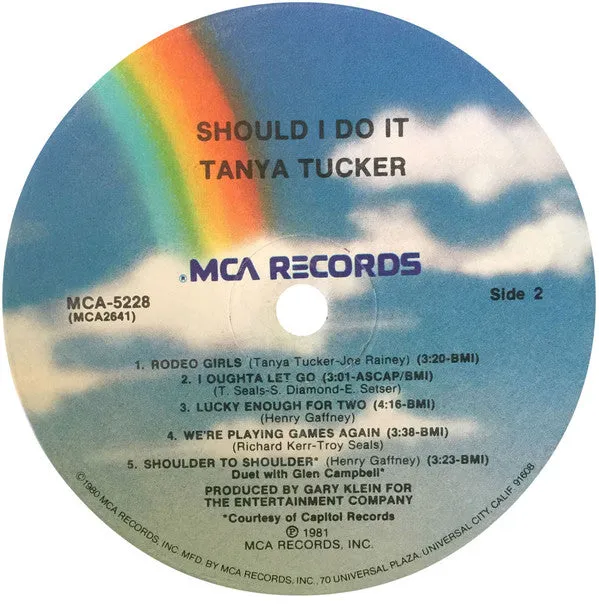 SHOULD I DO IT
TANYA TUCKER
® MCA RECORDS
MCA-5228
(MCA2641)
Side 2
1. RODEO GIRLS (Tanya Tucker-Joe Rainey) (3:20-BMI)
2. I OUGHTA LET GO (3:01-ASCAP/BMI)
(T. Seals-S. Diamond-E. Setser)
3. LUCKY ENOUGH FOR TWO (4:16-BMI)
(Henry Gaffney)
4. WE'RE PLAYING GAMES AGAIN (3:38-BMI)
(Richard Kerr-Troy Seals)
5. SHOULDER TO SHOULDER* (Henry Gaffney) (3:23-BMI)
Duet with Glen Campbell*
PRODUCED BY GARY KLEIN FOR
THE ENTERTAINMENT COMPANY
*Courtesy of Capitol Records
℗ 1981
MCA RECORDS, INC.
©1980 MCA RECORDS, INC. MFD. BY MCA RECORDS, INC., 70 UNIVERSAL PLAZA, UNIVERSAL CITY, CALIF. 91608